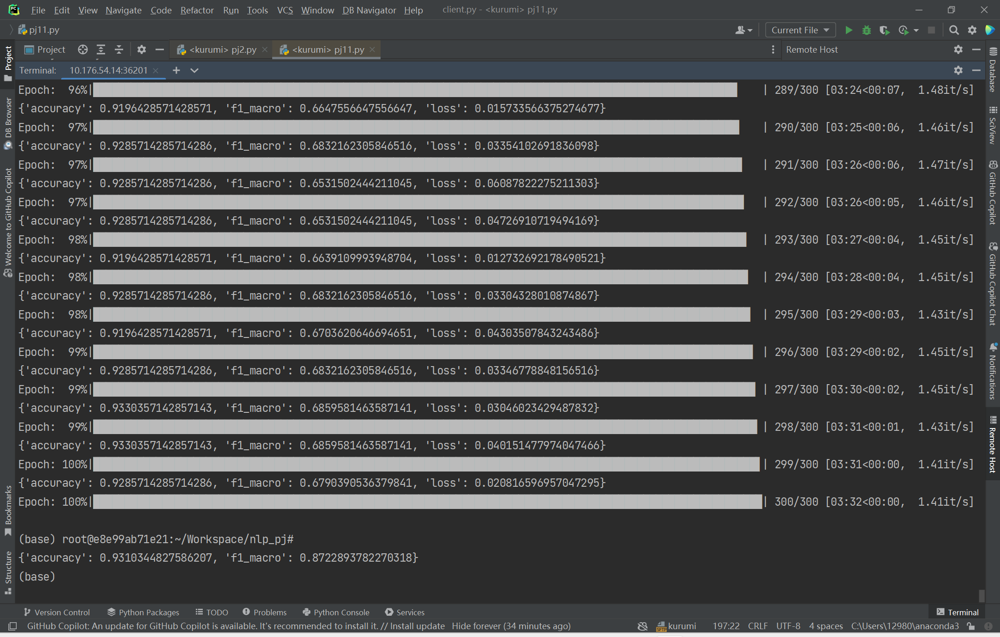 File Edit View Navigate Code Refactor Run Tools VCS Window DB Navigator Help client.py - <kurumi> pj11.py
pj11.py Current File
Project <kurumi> pj2.py <kurumi> pj11.py Remote Host
Terminal: 10.176.54.14:36201
Epoch:  96%| | 289/300 [03:24<00:07,  1.48it/s]
{'accuracy': 0.9196428571428571, 'f1_macro': 0.6647556647556647, 'loss': 0.015733566375274677}
Epoch:  97%| | 290/300 [03:25<00:06,  1.46it/s]
{'accuracy': 0.9285714285714286, 'f1_macro': 0.6832162305846516, 'loss': 0.03354102691836098}
Epoch:  97%| | 291/300 [03:26<00:06,  1.47it/s]
{'accuracy': 0.9285714285714286, 'f1_macro': 0.6531502444211045, 'loss': 0.06087822275211303}
Epoch:  97%| | 292/300 [03:26<00:05,  1.46it/s]
{'accuracy': 0.9285714285714286, 'f1_macro': 0.6531502444211045, 'loss': 0.04726910719494169}
Epoch:  98%| | 293/300 [03:27<00:04,  1.45it/s]
{'accuracy': 0.9196428571428571, 'f1_macro': 0.6639109993948704, 'loss': 0.012732692178490521}
Epoch:  98%| | 294/300 [03:28<00:04,  1.45it/s]
{'accuracy': 0.9285714285714286, 'f1_macro': 0.6832162305846516, 'loss': 0.03304328010874867}
Epoch:  98%| | 295/300 [03:29<00:03,  1.43it/s]
{'accuracy': 0.9196428571428571, 'f1_macro': 0.6703620646694651, 'loss': 0.04303507843243486}
Epoch:  99%| | 296/300 [03:29<00:02,  1.45it/s]
{'accuracy': 0.9285714285714286, 'f1_macro': 0.6832162305846516, 'loss': 0.03346778848156516}
Epoch:  99%| | 297/300 [03:30<00:02,  1.45it/s]
{'accuracy': 0.9330357142857143, 'f1_macro': 0.6859581463587141, 'loss': 0.03046023429487832}
Epoch:  99%| | 298/300 [03:31<00:01,  1.43it/s]
{'accuracy': 0.9330357142857143, 'f1_macro': 0.6859581463587141, 'loss': 0.040151477974047466}
Epoch: 100%| | 299/300 [03:31<00:00,  1.41it/s]
{'accuracy': 0.9285714285714286, 'f1_macro': 0.6790390536379841, 'loss': 0.020816596957047295}
Epoch: 100%| | 300/300 [03:32<00:00,  1.41it/s]
(base) root@e8e99ab71e21:~/Workspace/nlp_pj#
{'accuracy': 0.9310344827586207, 'f1_macro': 0.8722893782270318}
(base)
Project
DB Browser
Welcome to GitHub Copilot
Bookmarks
Structure
Database
SciView
GitHub Copilot
GitHub Copilot Chat
Notifications
Remote Host
Version Control Python Packages TODO Problems Python Console Services Terminal
GitHub Copilot: An update for GitHub Copilot is available. It's recommended to install it. // Install update Hide forever (34 minutes ago) SFTP kurumi 197:22 CRLF UTF-8 4 spaces C:\Users\12980\anaconda3